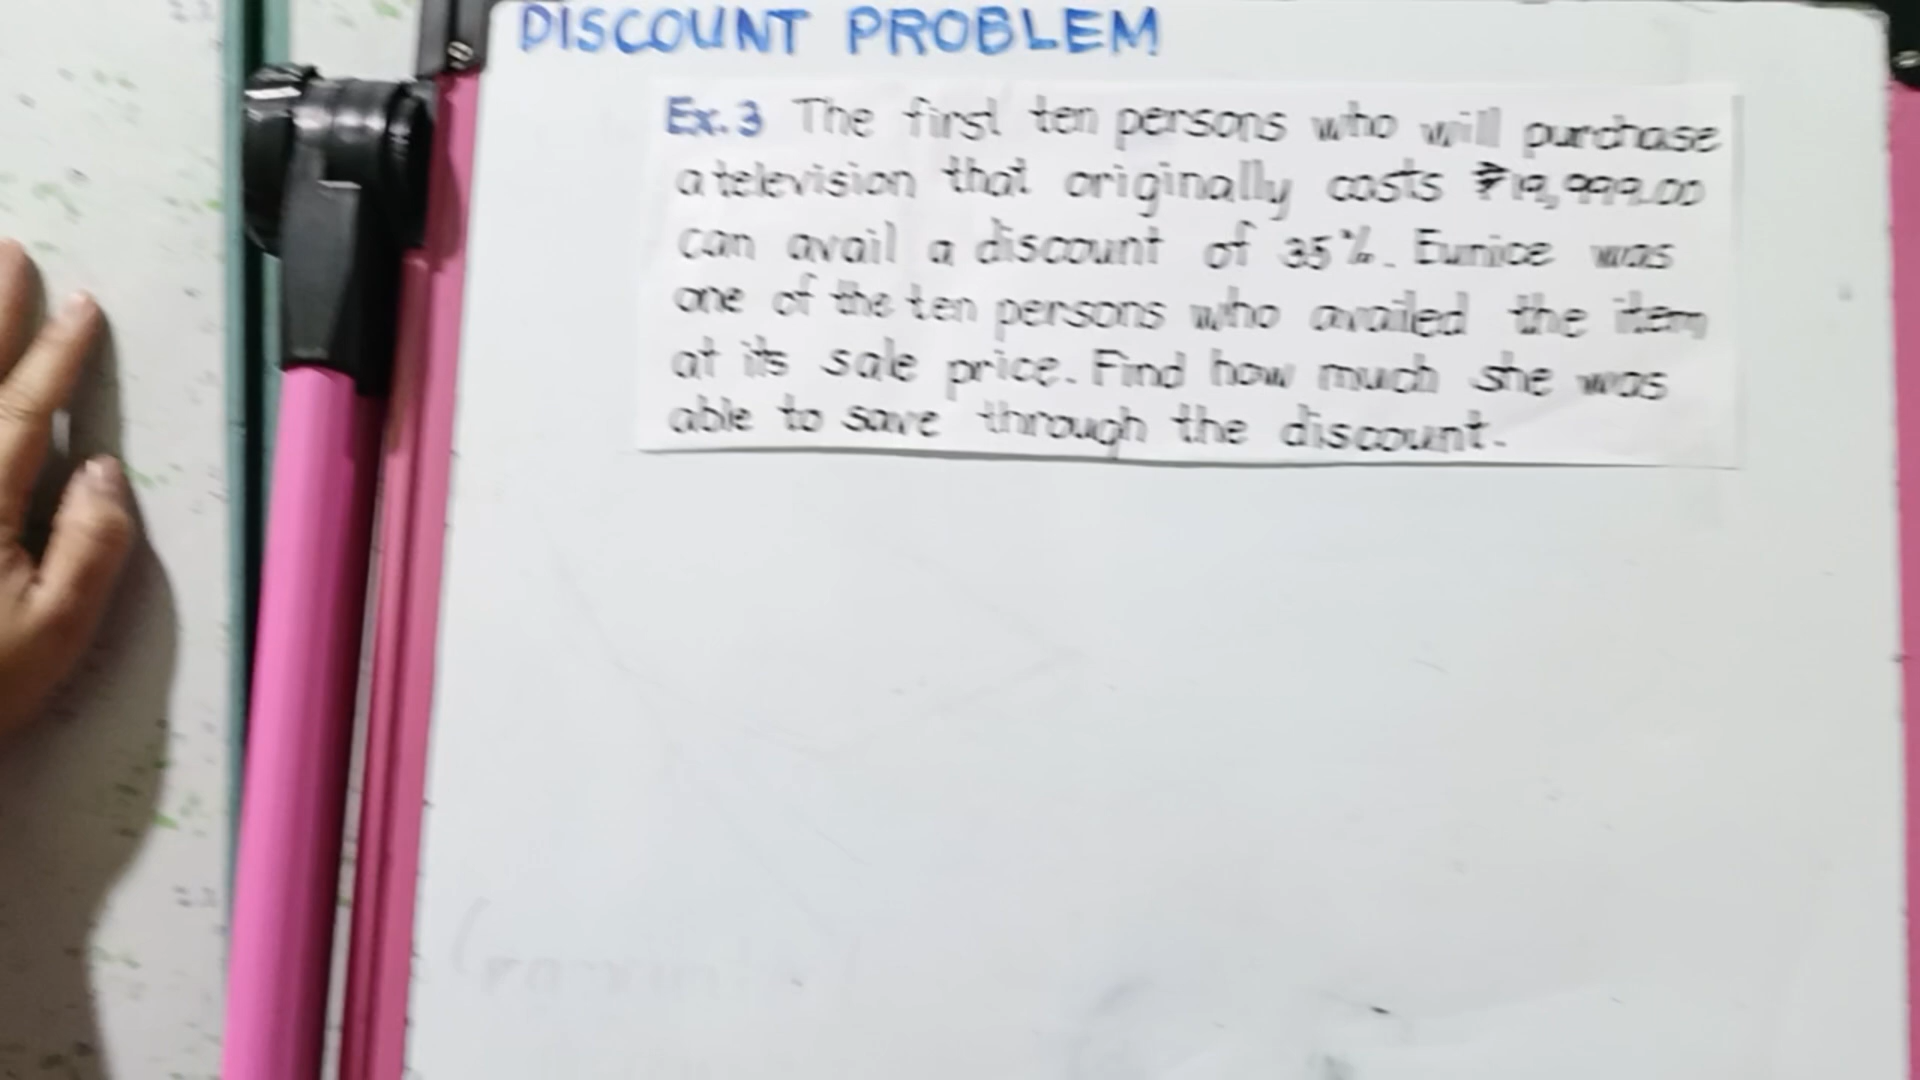 DISCOUNT PROBLEM
Ex. 3 The first ten persons who will purchase
a television that originally costs ₱19,999.00
can avail a discount of 35%. Eunice was
one of the ten persons who availed the item
at its sale price. Find how much she was
able to save through the discount.